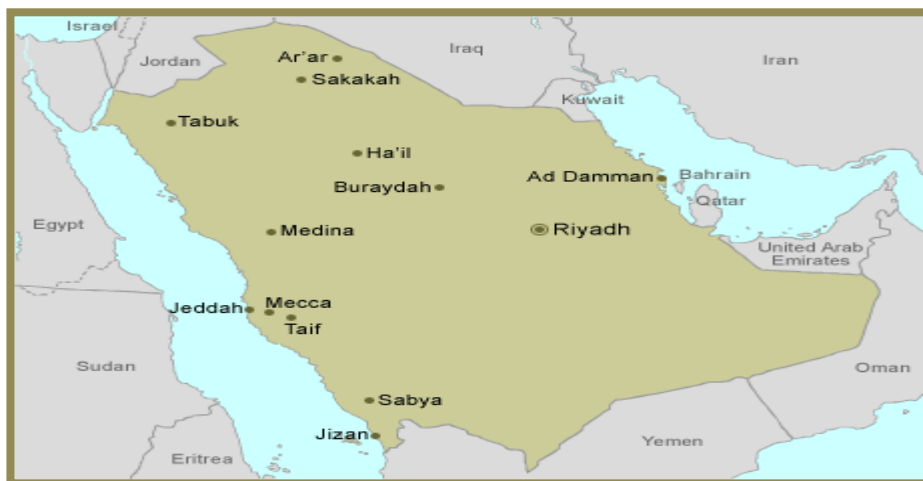 Israel
Jordan
Iraq
Iran
Ar'ar
Sakakah
Kuwait
Tabuk
Ha'il
Buraydah
Ad Damman
Bahrain
Qatar
Egypt
Medina
Riyadh
United Arab
Emirates
Jeddah
Mecca
Taif
Sudan
Oman
Sabya
Jizan
Yemen
Eritrea